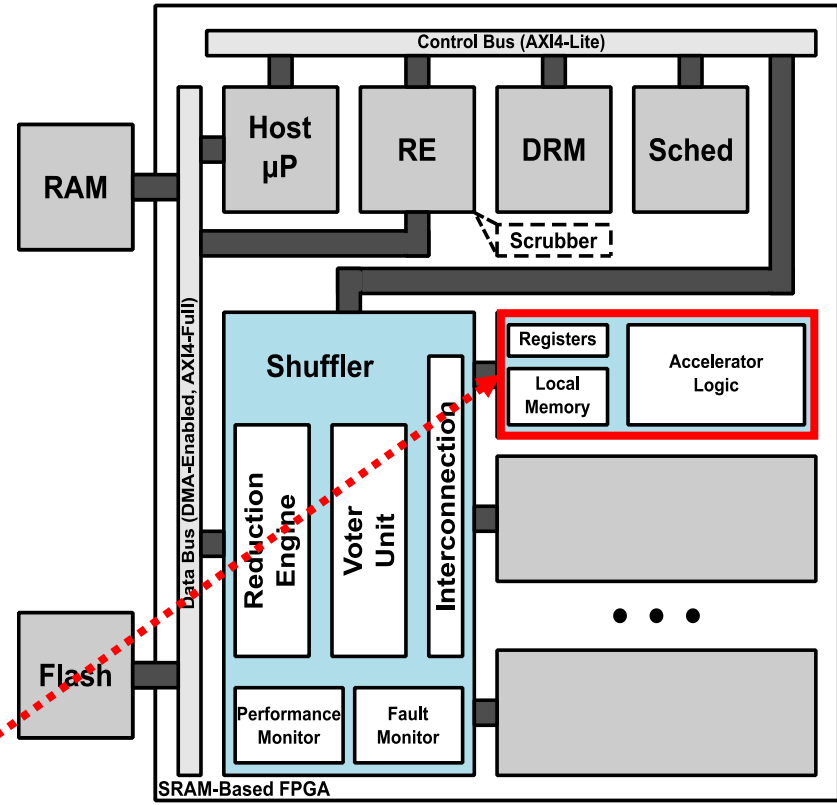 Control Bus (AXI4-Lite)
Host
µP
RE
DRM
Sched
RAM
Scrubber
Data Bus (DMA-Enabled, AXI4-Full)
Shuffler
Registers
Local
Memory
Accelerator
Logic
Reduction
Engine
Voter
Unit
Interconnection
Flash
Performance
Monitor
Fault
Monitor
SRAM-Based FPGA